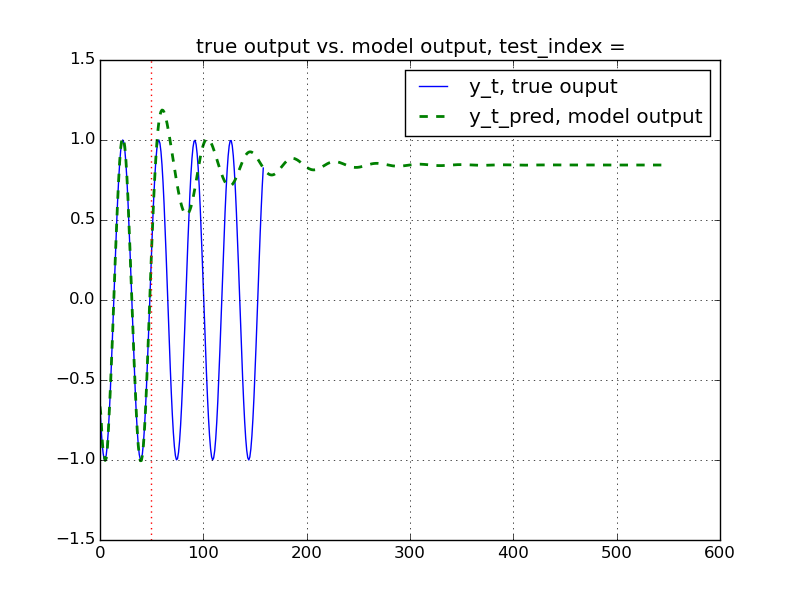 true output vs. model output, test_index =
y_t, true ouput
y_t_pred, model output
1.5
1.0
0.5
0.0
−0.5
−1.0
−1.5
0 100 200 300 400 500 600